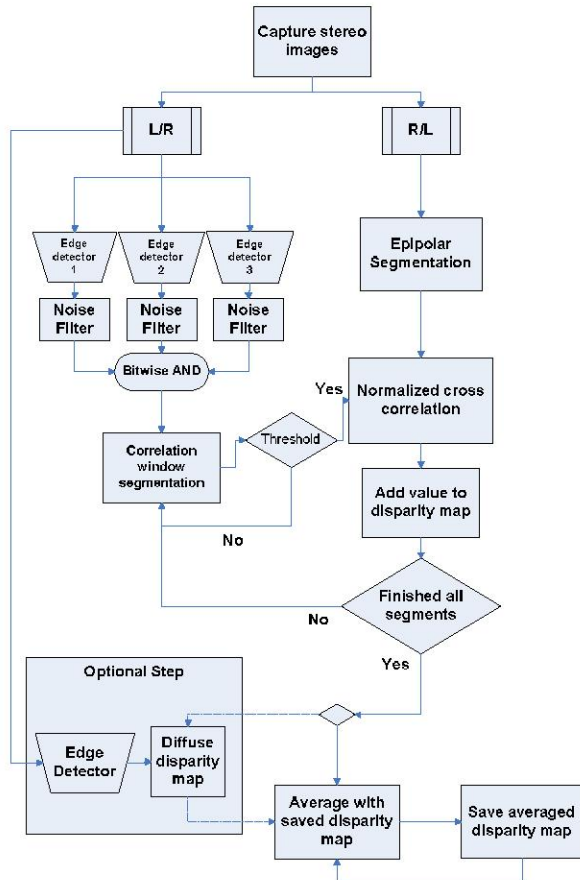 Capture stereo
images
L/R
R/L
Edge
detector
1
Edge
detector
2
Edge
detector
3
Epipolar
Segmentation
Noise
Filter
Noise
Filter
Noise
Filter
Bitwise AND
Yes
Normalized cross
correlation
Threshold
Correlation
window
segmentation
Add value to
disparity map
No
Finished all
segments
No
Yes
Optional Step
Edge
Detector
Diffuse
disparity
map
Average with
saved disparity
map
Save averaged
disparity map